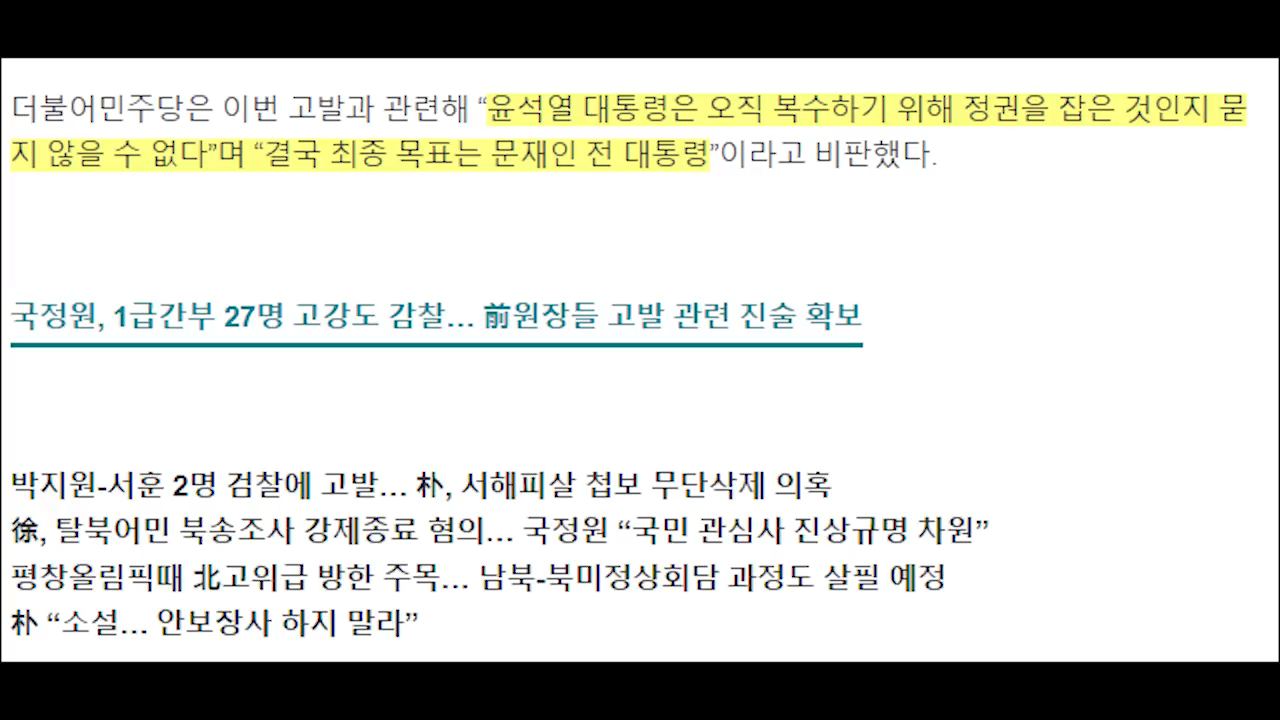 더불어민주당은 이번 고발과 관련해 “윤석열 대통령은 오직 복수하기 위해 정권을 잡은 것인지 묻
지 않을 수 없다”며 “결국 최종 목표는 문재인 전 대통령”이라고 비판했다.
국정원, 1급간부 27명 고강도 감찰… 前원장들 고발 관련 진술 확보
박지원-서훈 2명 검찰에 고발… 朴, 서해피살 첩보 무단삭제 의혹
徐, 탈북어민 북송조사 강제종료 혐의… 국정원 “국민 관심사 진상규명 차원”
평창올림픽때 北고위급 방한 주목… 남북-북미정상회담 과정도 살필 예정
朴 “소설… 안보장사 하지 말라”